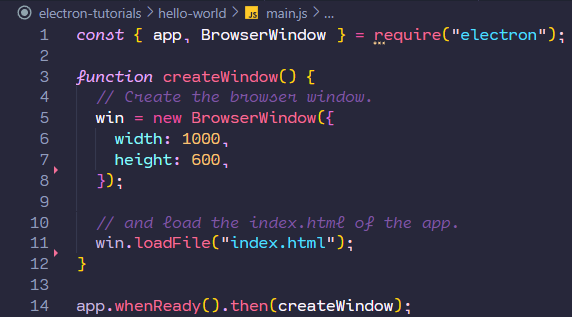 electron-tutorials > hello-world > JS main.js > ...
1 const { app, BrowserWindow } = require("electron");
2
3 function createWindow() {
4 // Create the browser window.
5 win = new BrowserWindow({
6 width: 1000,
7 height: 600,
8 });
9
10 // and load the index.html of the app.
11 win.loadFile("index.html");
12 }
13
14 app.whenReady().then(createWindow);